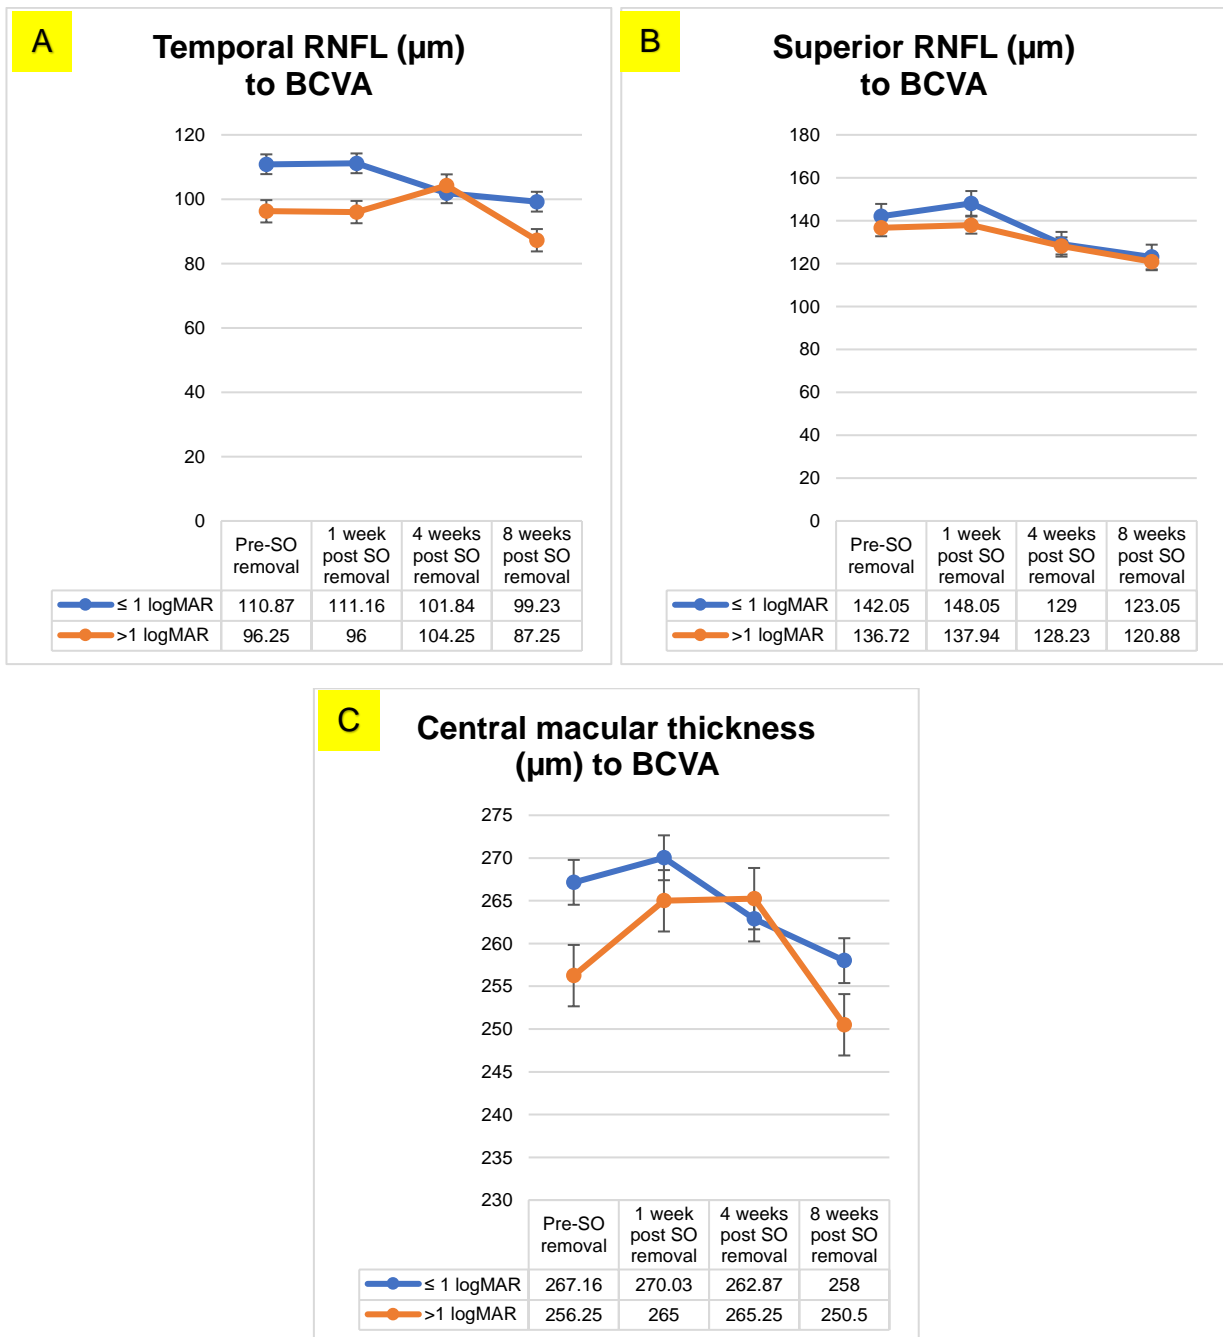 A
Temporal RNFL (µm)
to BCVA
120
100
80
60
40
20
0
Pre-SO removal
1 week post SO removal
4 weeks post SO removal
8 weeks post SO removal
≤ 1 logMAR 110.87 111.16 101.84 99.23
>1 logMAR 96.25 96 104.25 87.25
B
Superior RNFL (µm)
to BCVA
180
160
140
120
100
80
60
40
20
0
Pre-SO removal
1 week post SO removal
4 weeks post SO removal
8 weeks post SO removal
≤ 1 logMAR 142.05 148.05 129 123.05
>1 logMAR 136.72 137.94 128.23 120.88
C
Central macular thickness
(µm) to BCVA
275
270
265
260
255
250
245
240
235
230
Pre-SO removal
1 week post SO removal
4 weeks post SO removal
8 weeks post SO removal
≤ 1 logMAR 267.16 270.03 262.87 258
>1 logMAR 256.25 265 265.25 250.5